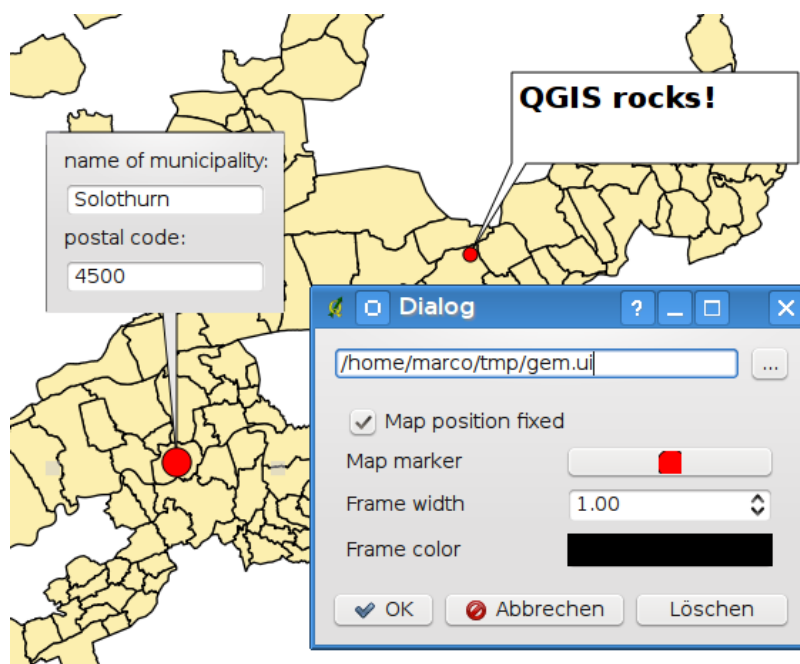 QGIS rocks!
name of municipality:
Solothurn
postal code:
4500
Dialog
/home/marco/tmp/gem.ui
...
Map position fixed
Map marker
Frame width
1.00
Frame color
OK
Abbrechen
Löschen